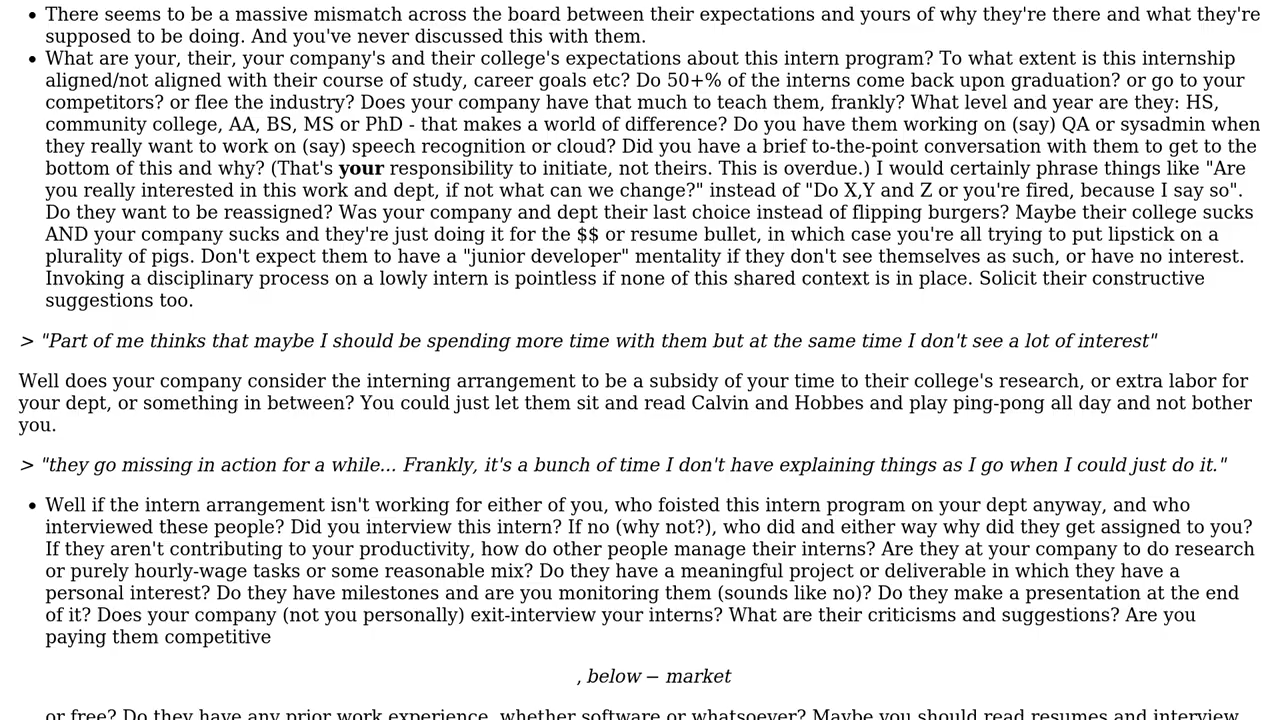 • There seems to be a massive mismatch across the board between their expectations and yours of why they're there and what they're
supposed to be doing. And you've never discussed this with them.
• What are your, their, your company's and their college's expectations about this intern program? To what extent is this internship
aligned/not aligned with their course of study, career goals etc? Do 50+% of the interns come back upon graduation? or go to your
competitors? or flee the industry? Does your company have that much to teach them, frankly? What level and year are they: HS,
community college, AA, BS, MS or PhD - that makes a world of difference? Do you have them working on (say) QA or sysadmin when
they really want to work on (say) speech recognition or cloud? Did you have a brief to-the-point conversation with them to get to the
bottom of this and why? (That's your responsibility to initiate, not theirs. This is overdue.) I would certainly phrase things like "Are
you really interested in this work and dept, if not what can we change?" instead of "Do X,Y and Z or you're fired, because I say so".
Do they want to be reassigned? Was your company and dept their last choice instead of flipping burgers? Maybe their college sucks
AND your company sucks and they're just doing it for the $$ or resume bullet, in which case you're all trying to put lipstick on a
plurality of pigs. Don't expect them to have a "junior developer" mentality if they don't see themselves as such, or have no interest.
Invoking a disciplinary process on a lowly intern is pointless if none of this shared context is in place. Solicit their constructive
suggestions too.
> "Part of me thinks that maybe I should be spending more time with them but at the same time I don't see a lot of interest"
Well does your company consider the interning arrangement to be a subsidy of your time to their college's research, or extra labor for
your dept, or something in between? You could just let them sit and read Calvin and Hobbes and play ping-pong all day and not bother
you.
> "they go missing in action for a while... Frankly, it's a bunch of time I don't have explaining things as I go when I could just do it."
• Well if the intern arrangement isn't working for either of you, who foisted this intern program on your dept anyway, and who
interviewed these people? Did you interview this intern? If no (why not?), who did and either way why did they get assigned to you?
If they aren't contributing to your productivity, how do other people manage their interns? Are they at your company to do research
or purely hourly-wage tasks or some reasonable mix? Do they have a meaningful project or deliverable in which they have a
personal interest? Do they have milestones and are you monitoring them (sounds like no)? Do they make a presentation at the end
of it? Does your company (not you personally) exit-interview your interns? What are their criticisms and suggestions? Are you
paying them competitive
, below − market
or free? Do they have any prior work experience, whether software or whatsoever? Maybe you should read resumes and interview